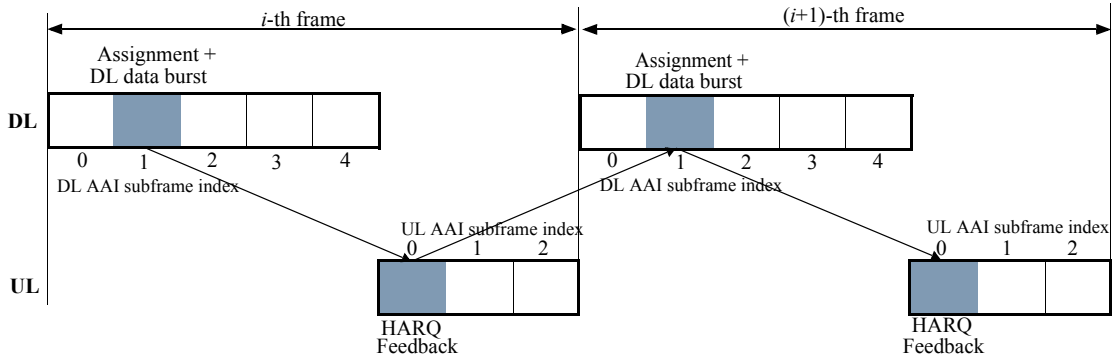 i-th frame
(i+1)-th frame
Assignment +
DL data burst
Assignment +
DL data burst
DL
0 1 2 3 4
0 1 2 3 4
DL AAI subframe index
DL AAI subframe index
UL AAI subframe index
UL AAI subframe index
0 1 2
0 1 2
UL
HARQ
Feedback
HARQ
Feedback